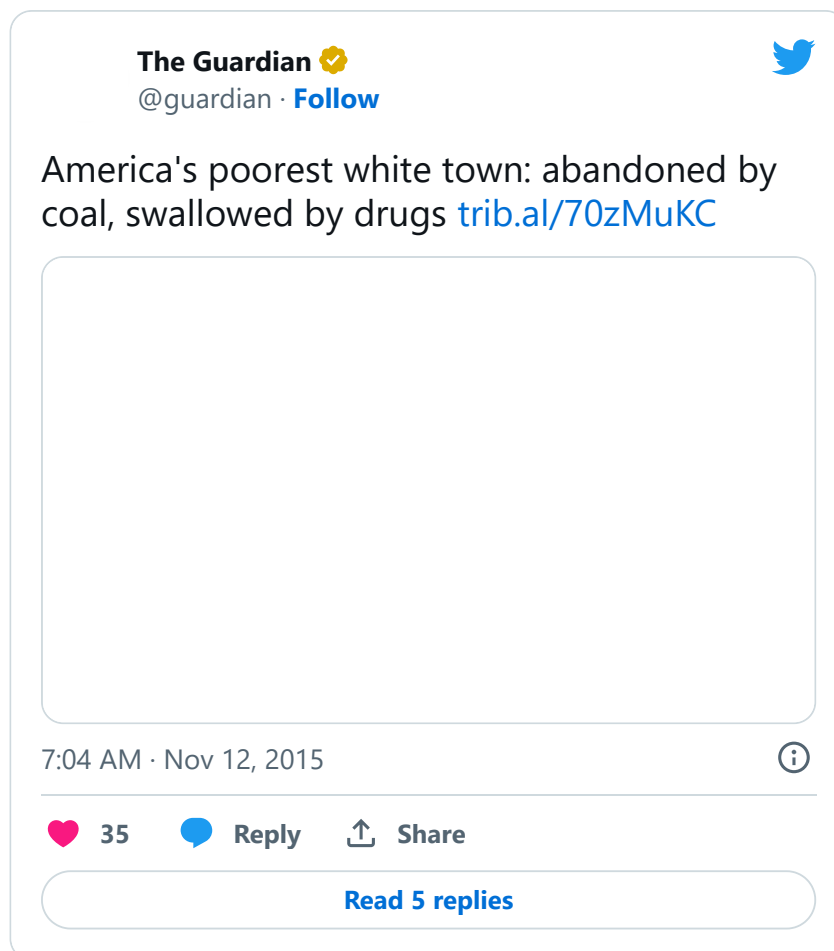 The Guardian
@guardian · Follow
America's poorest white town: abandoned by
coal, swallowed by drugs trib.al/70zMuKC
7:04 AM · Nov 12, 2015
35 Reply Share
Read 5 replies